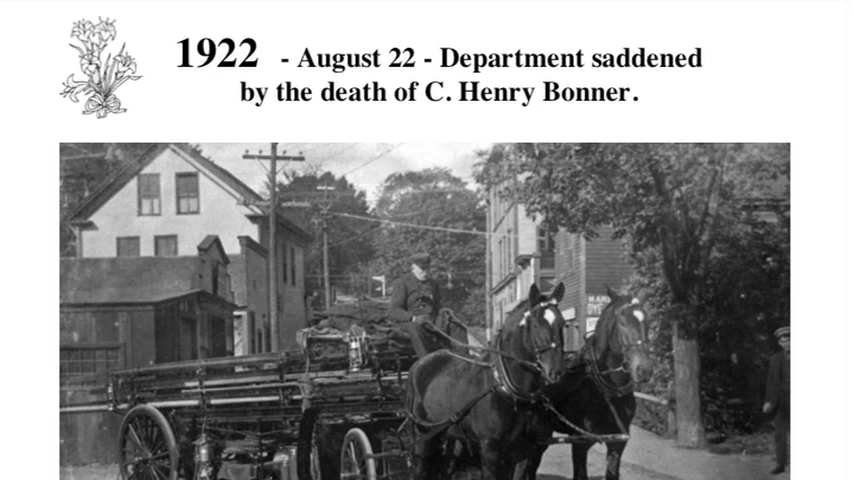 1922 - August 22 - Department saddened
by the death of C. Henry Bonner.